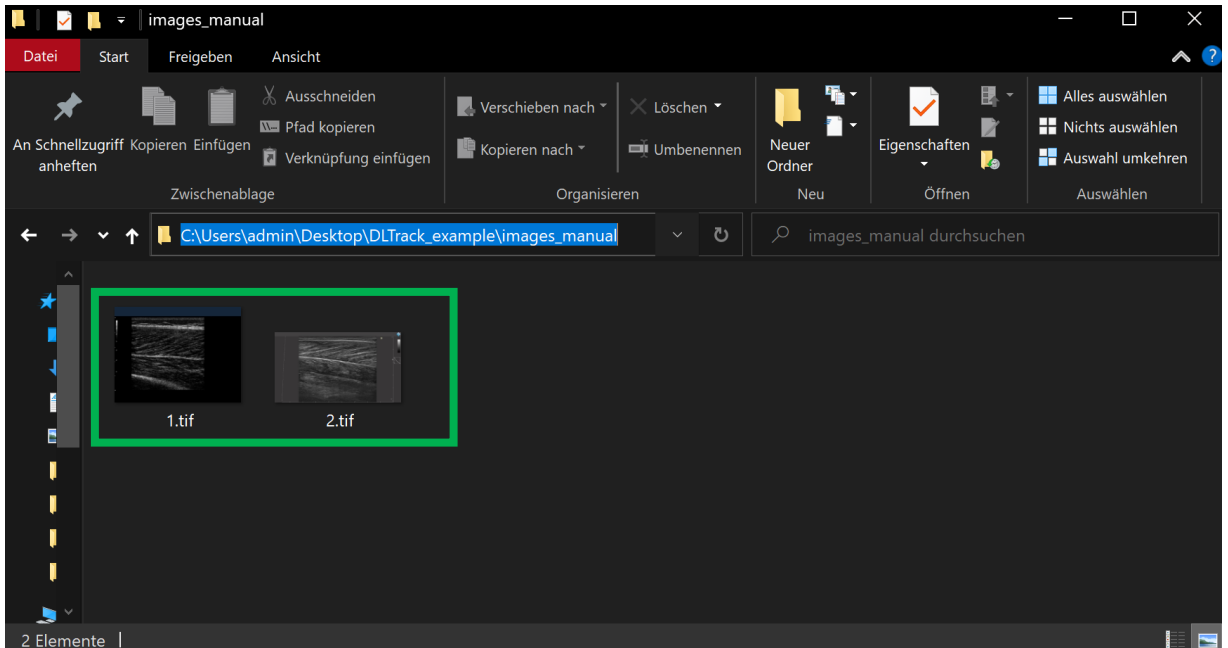 images_manual
Datei Start Freigeben Ansicht
An Schnellzugriff
anheften
Kopieren
Einfügen
Ausschneiden
Pfad kopieren
Verknüpfung einfügen
Zwischenablage
Verschieben nach
Kopieren nach
Löschen
Umbenennen
Organisieren
Neuer
Ordner
Neu
Eigenschaften
Öffnen
Alles auswählen
Nichts auswählen
Auswahl umkehren
Auswählen
C:\Users\admin\Desktop\DLTrack_example\images_manual
images_manual durchsuchen
1.tif
2.tif
2 Elemente